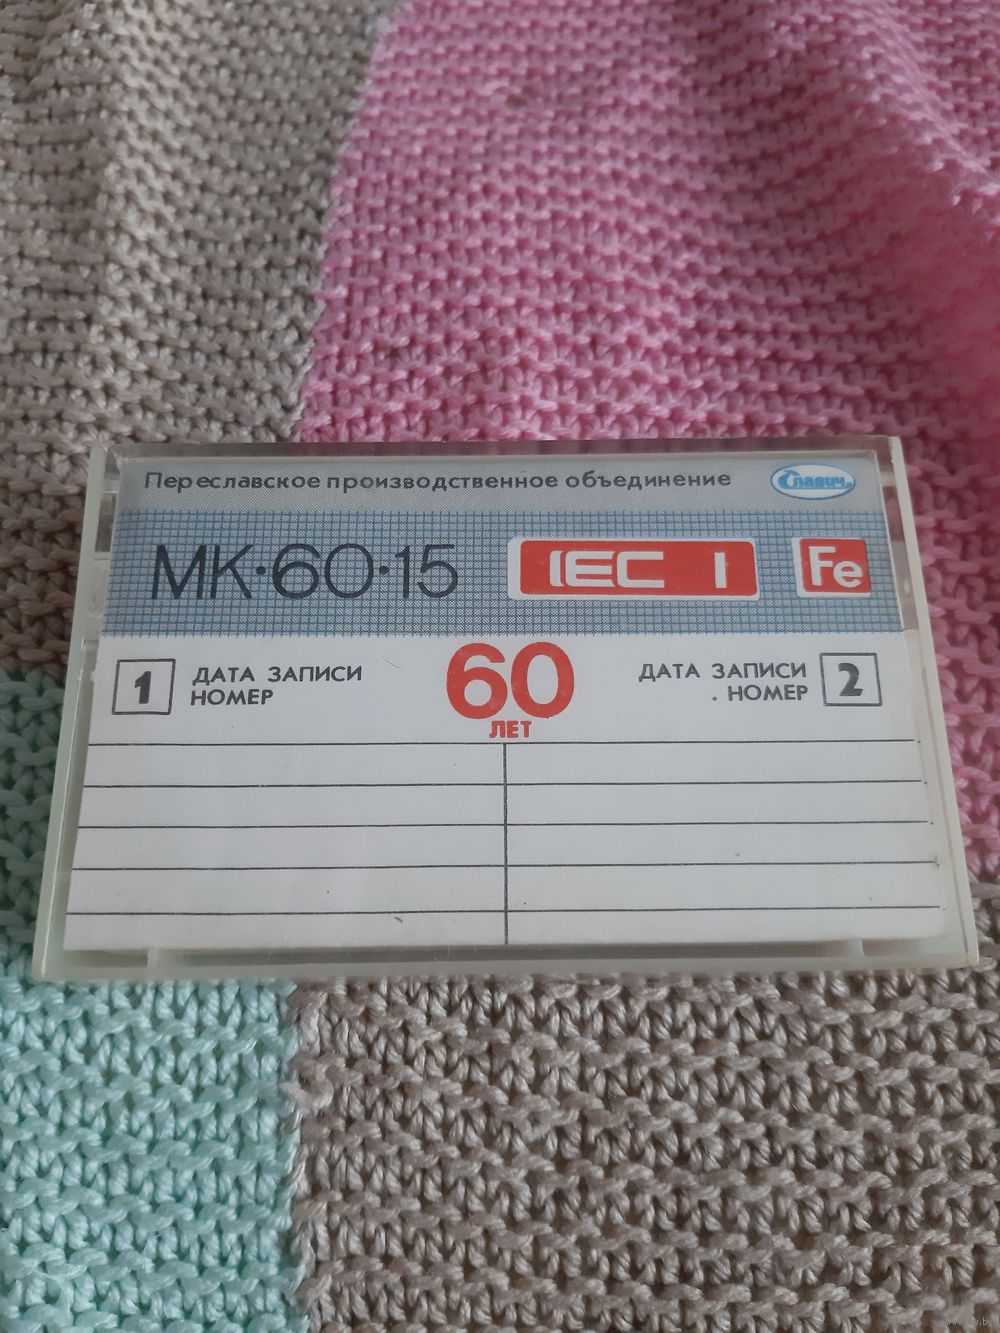 Переславское производственное объединение
Славич
МК·60·15
IEC I
Fe
1
ДАТА ЗАПИСИ
НОМЕР
60
ЛЕТ
ДАТА ЗАПИСИ
НОМЕР
2